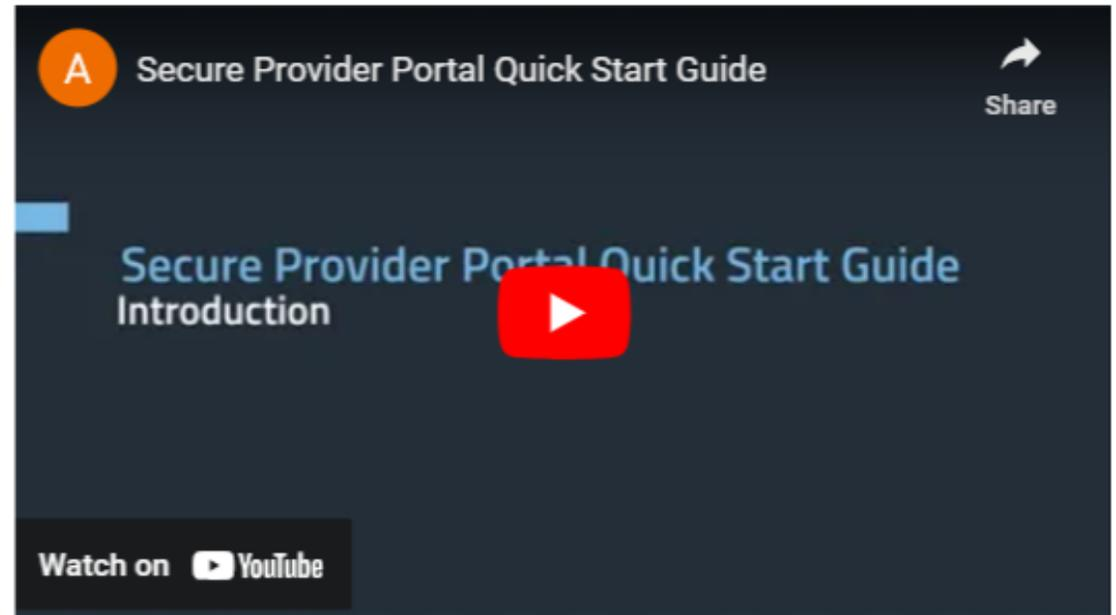 A
Secure Provider Portal Quick Start Guide
Share
Secure Provider Portal Quick Start Guide
Introduction
Watch on YouTube